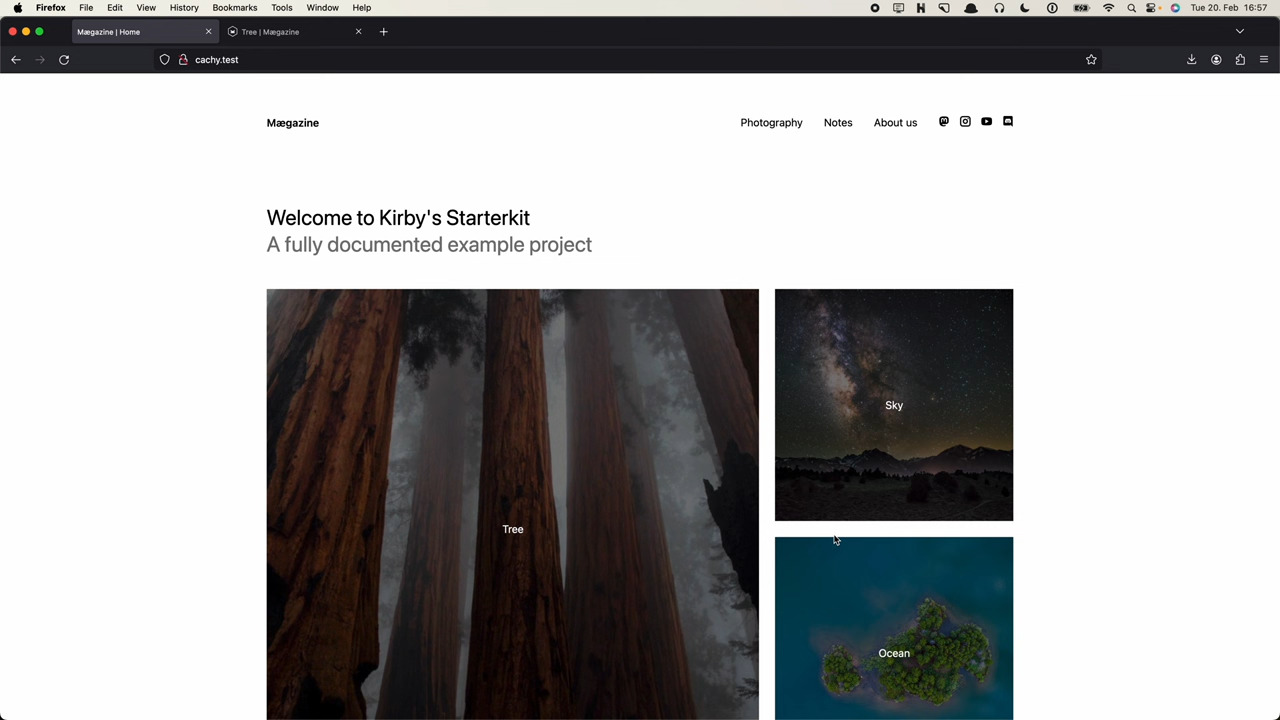 Firefox File Edit View History Bookmarks Tools Window Help Tue 20. Feb 16:57
Mægazine | Home Tree | Mægazine
cachy.test
Mægazine Photography Notes About us
Welcome to Kirby's Starterkit
A fully documented example project
Sky
Tree
Ocean